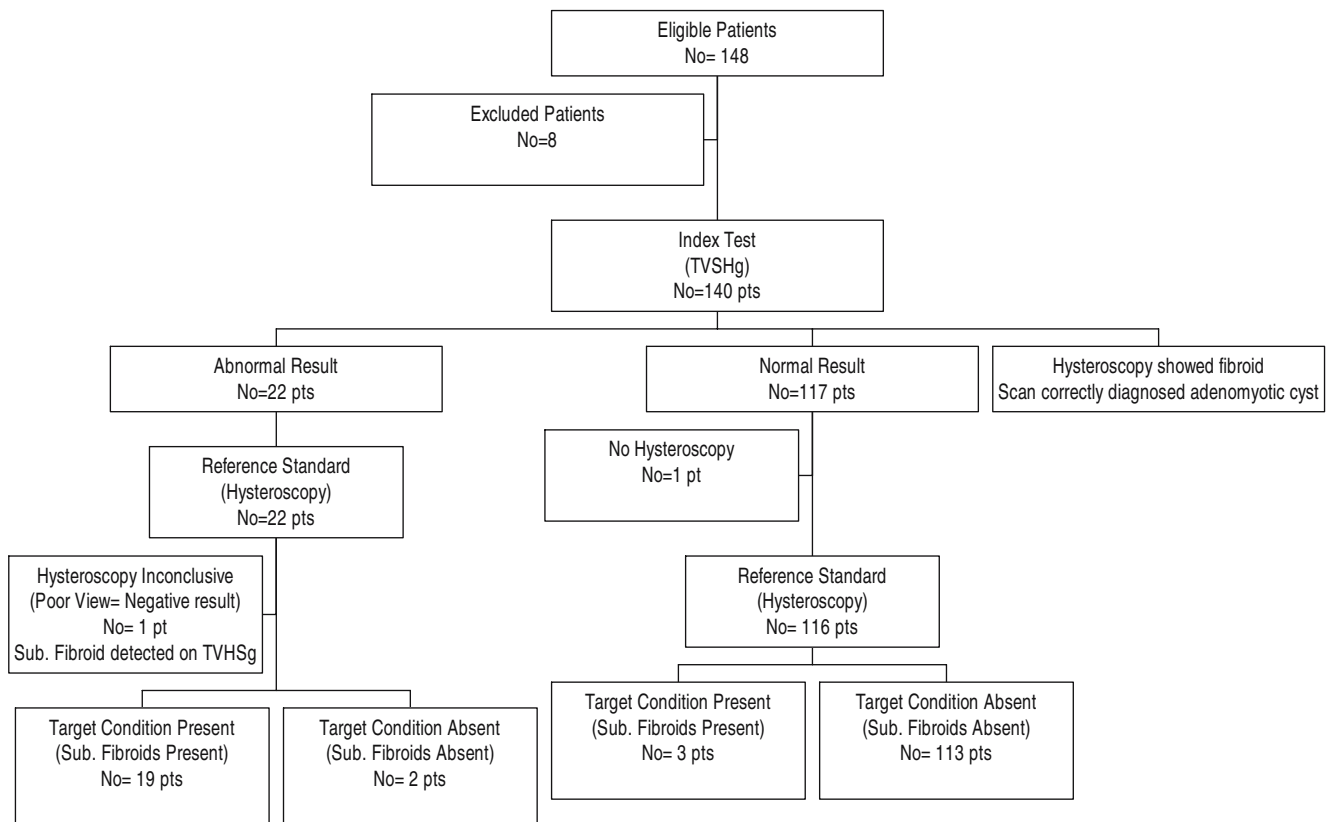 Eligible Patients
No= 148
Excluded Patients
No=8
Index Test
(TVSHg)
No=140 pts
Abnormal Result
No=22 pts
Normal Result
No=117 pts
Hysteroscopy showed fibroid
Scan correctly diagnosed adenomyotic cyst
No Hysteroscopy
No=1 pt
Reference Standard
(Hysteroscopy)
No=22 pts
Hysteroscopy Inconclusive
(Poor View= Negative result)
No= 1 pt
Sub. Fibroid detected on TVHSg
Reference Standard
(Hysteroscopy)
No= 116 pts
Target Condition Present
(Sub. Fibroids Present)
No= 19 pts
Target Condition Absent
(Sub. Fibroids Absent)
No= 2 pts
Target Condition Present
(Sub. Fibroids Present)
No= 3 pts
Target Condition Absent
(Sub. Fibroids Absent)
No= 113 pts